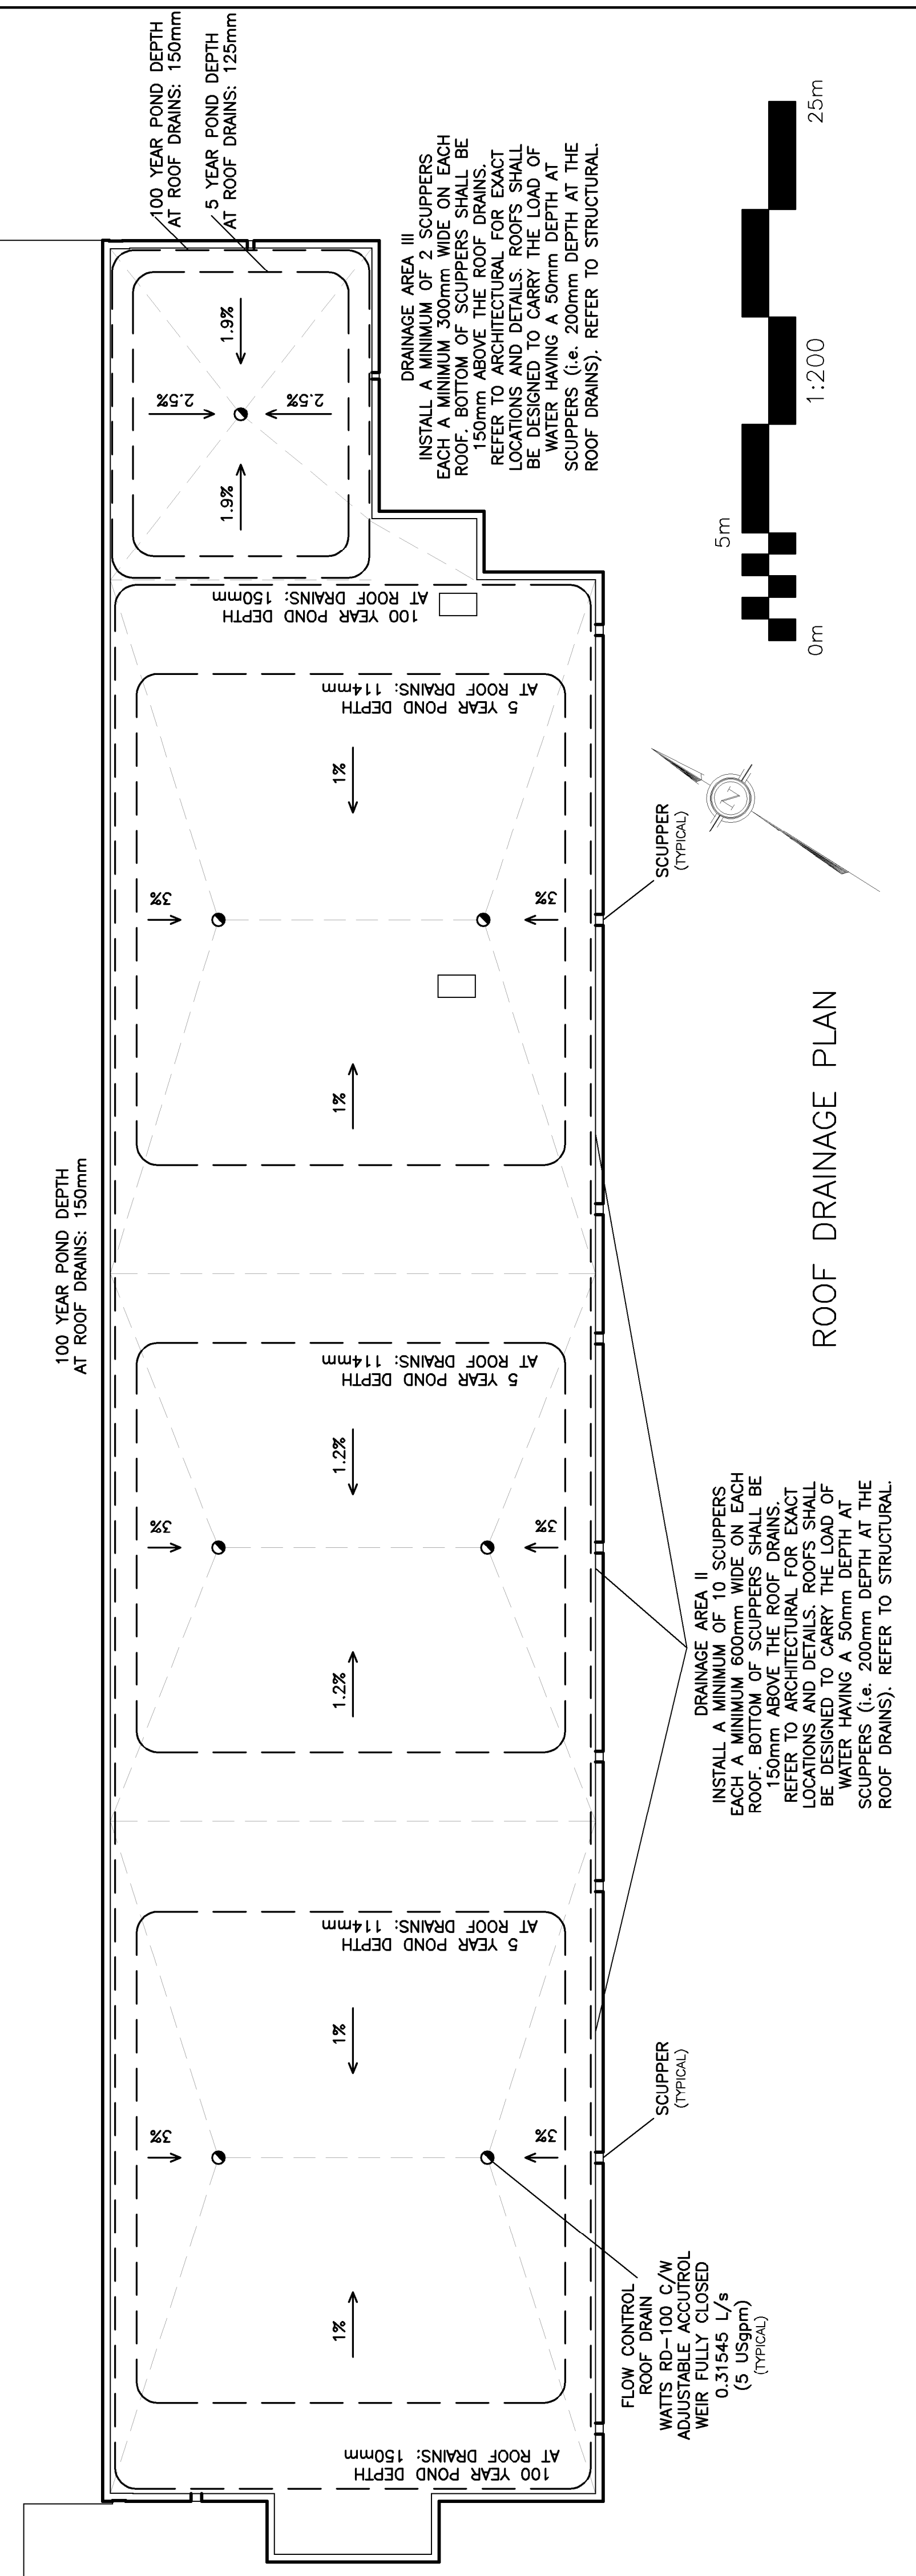 100 YEAR POND DEPTH
AT ROOF DRAINS: 150mm
5 YEAR POND DEPTH
AT ROOF DRAINS: 125mm
1.9%
2.5%
2.5%
1.9%
DRAINAGE AREA III
INSTALL A MINIMUM OF 2 SCUPPERS
EACH A MINIMUM 300mm WIDE ON EACH
ROOF. BOTTOM OF SCUPPERS SHALL BE
150mm ABOVE THE ROOF DRAINS.
REFER TO ARCHITECTURAL FOR EXACT
LOCATIONS AND DETAILS. ROOFS SHALL
BE DESIGNED TO CARRY THE LOAD OF
WATER HAVING A 50mm DEPTH AT
SCUPPERS (i.e. 200mm DEPTH AT THE
ROOF DRAINS). REFER TO STRUCTURAL.
25m
1:200
5m
0m
100 YEAR POND DEPTH
AT ROOF DRAINS: 150mm
5 YEAR POND DEPTH
AT ROOF DRAINS: 114mm
1%
3%
3%
1%
SCUPPER
(TYPICAL)
N
ROOF DRAINAGE PLAN
100 YEAR POND DEPTH
AT ROOF DRAINS: 150mm
5 YEAR POND DEPTH
AT ROOF DRAINS: 114mm
1.2%
3%
3%
1.2%
DRAINAGE AREA II
INSTALL A MINIMUM OF 10 SCUPPERS
EACH A MINIMUM 600mm WIDE ON EACH
ROOF. BOTTOM OF SCUPPERS SHALL BE
150mm ABOVE THE ROOF DRAINS.
REFER TO ARCHITECTURAL FOR EXACT
LOCATIONS AND DETAILS. ROOFS SHALL
BE DESIGNED TO CARRY THE LOAD OF
WATER HAVING A 50mm DEPTH AT
SCUPPERS (i.e. 200mm DEPTH AT THE
ROOF DRAINS). REFER TO STRUCTURAL.
5 YEAR POND DEPTH
AT ROOF DRAINS: 114mm
1%
3%
3%
1%
SCUPPER
(TYPICAL)
FLOW CONTROL
ROOF DRAIN
WATTS RD-100 C/W
ADJUSTABLE ACCUTROL
WEIR FULLY CLOSED
0.31545 L/s
(5 USgpm)
(TYPICAL)
100 YEAR POND DEPTH
AT ROOF DRAINS: 150mm